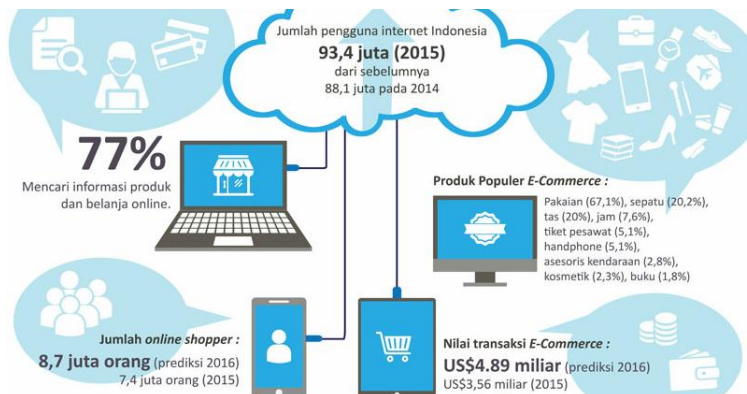 Jumlah pengguna internet Indonesia
93,4 juta (2015)
dari sebelumnya
88,1 juta pada 2014
77%
Mencari informasi produk
dan belanja online.
Produk Populer E-Commerce :
Pakaian (67,1%), sepatu (20,2%),
tas (20%), jam (7,6%),
tiket pesawat (5,1%),
handphone (5,1%),
asesoris kendaraan (2,8%),
kosmetik (2,3%), buku (1,8%)
Jumlah online shopper :
8,7 juta orang (prediksi 2016)
7,4 juta orang (2015)
Nilai transaksi E-Commerce :
US$4.89 miliar (prediksi 2016)
US$3,56 miliar (2015)